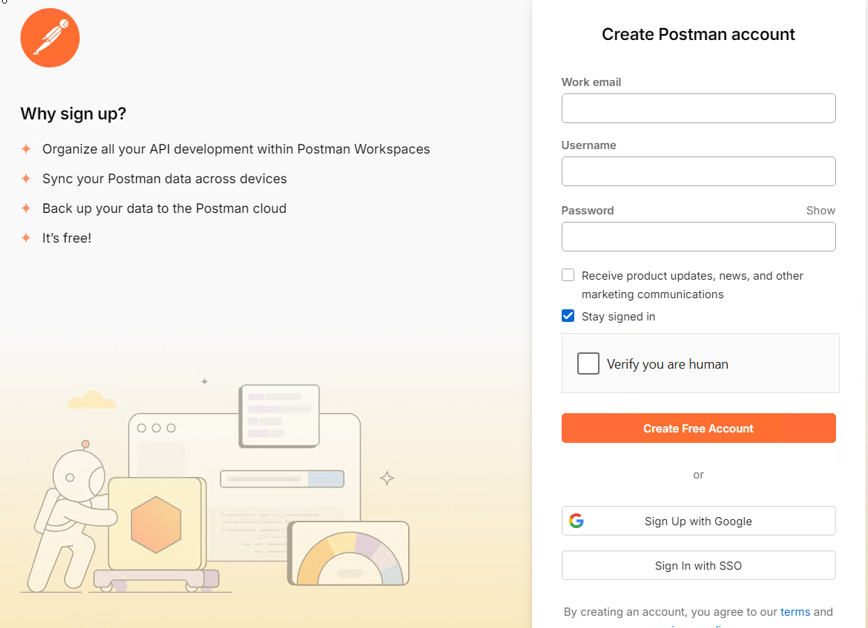 Why sign up?
Organize all your API development within Postman Workspaces
Sync your Postman data across devices
Back up your data to the Postman cloud
It's free!
Create Postman account
Work email
Username
Password
Show
Receive product updates, news, and other
marketing communications
Stay signed in
Verify you are human
Create Free Account
or
Sign Up with Google
Sign In with SSO
By creating an account, you agree to our terms and